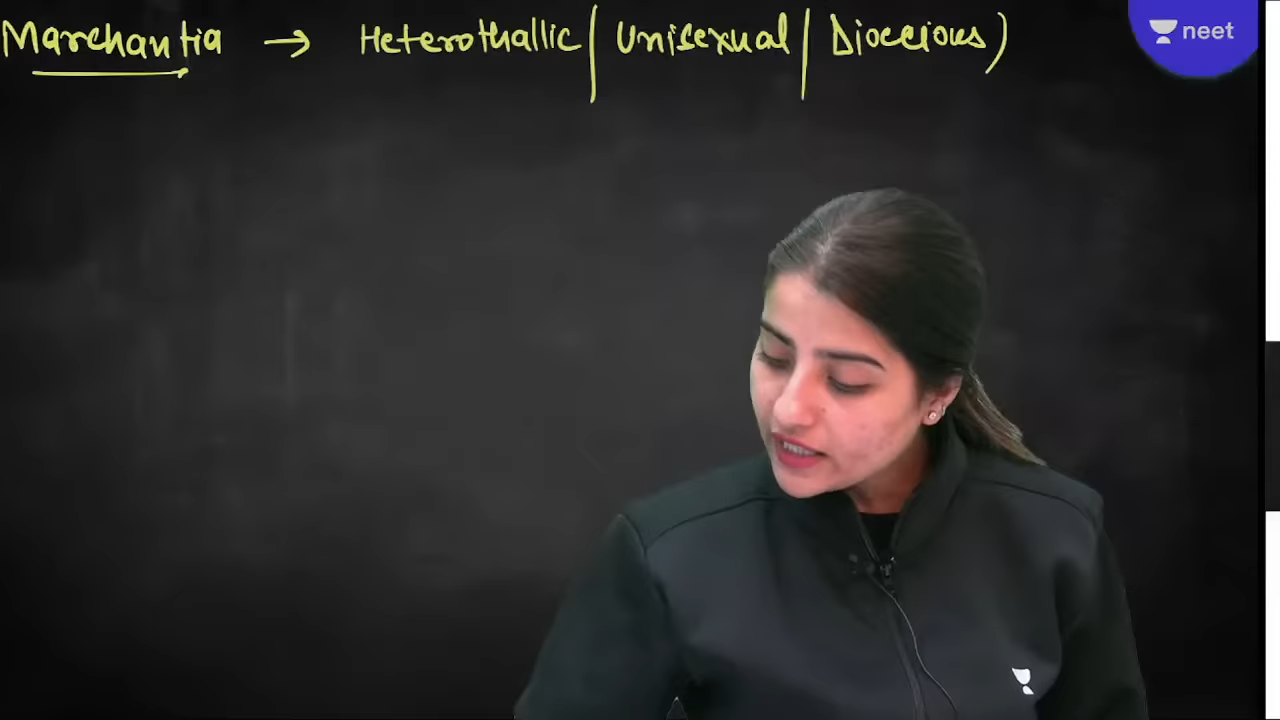 Marchantia → Heterothallic / Unisexual / Dioecious)
neet